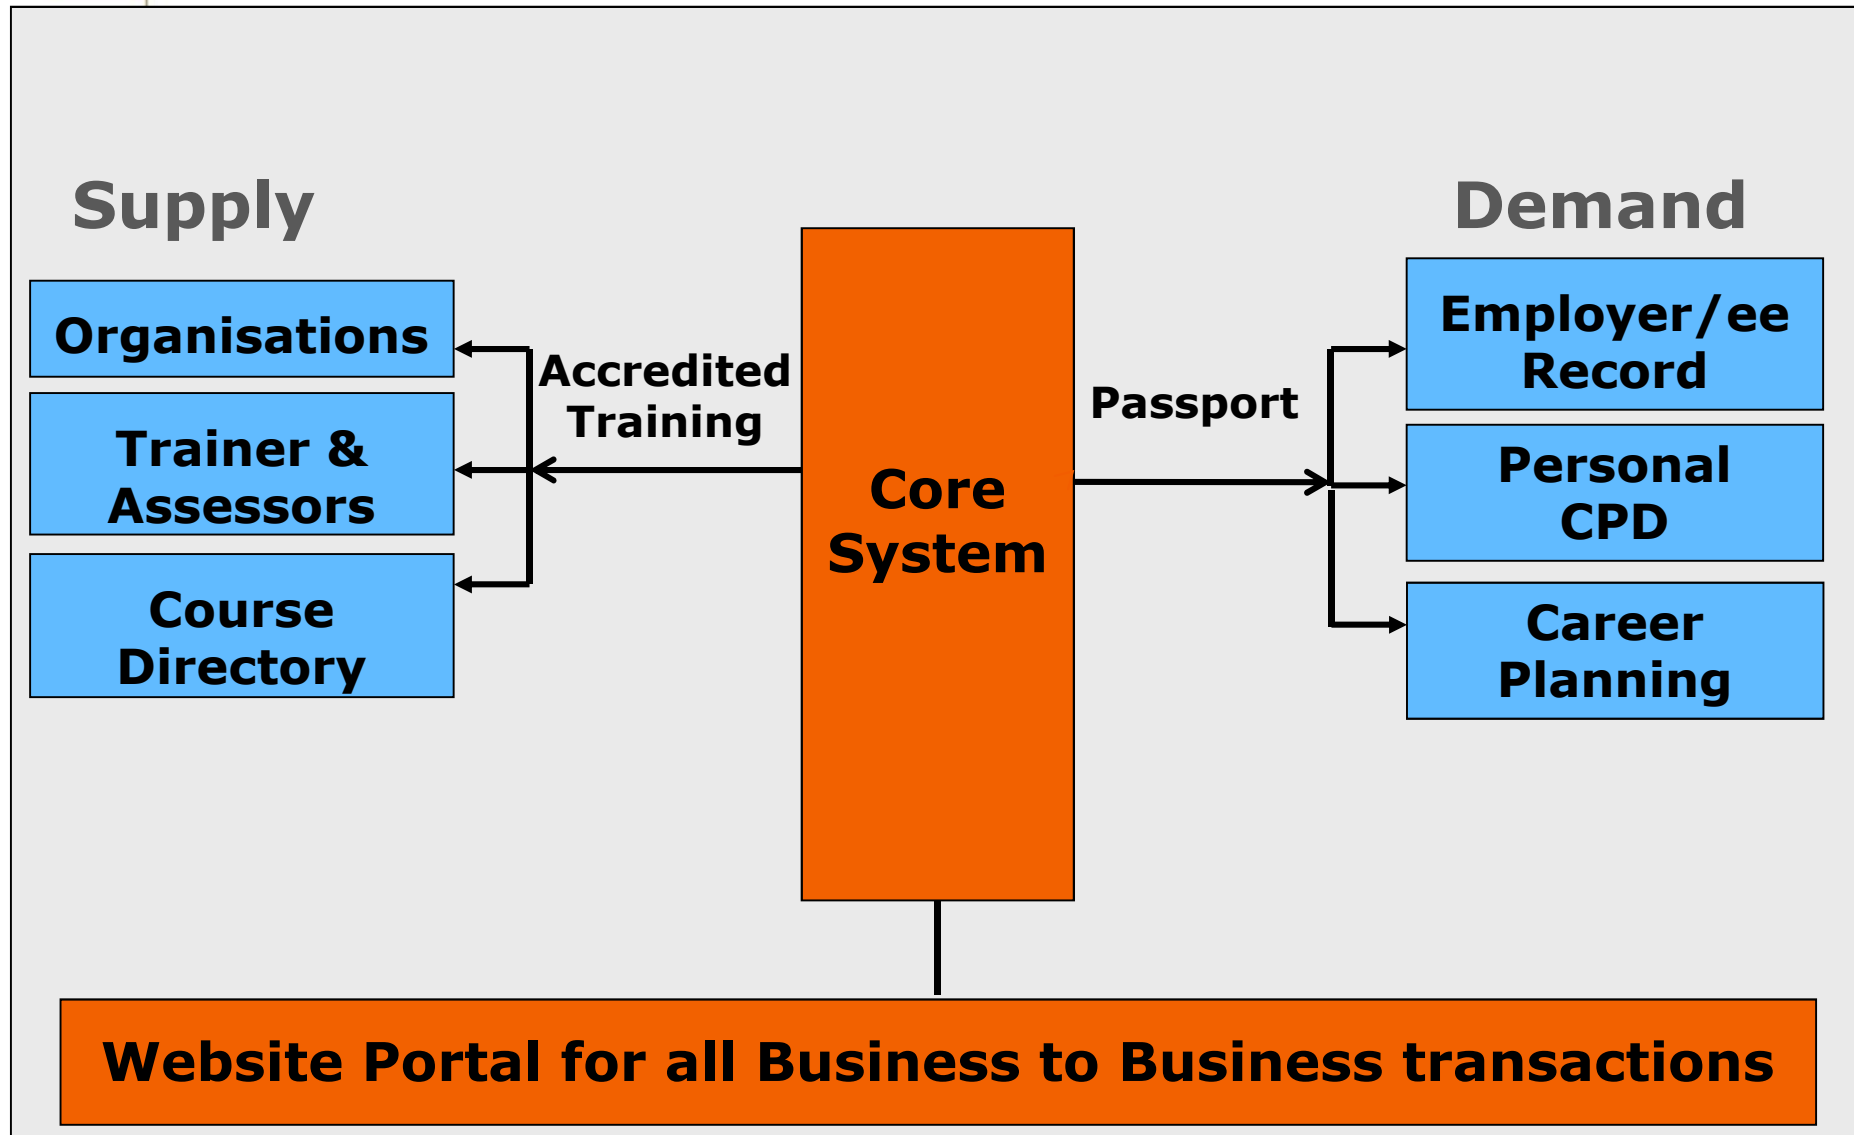 Supply
Demand
Organisations
Trainer &
Assessors
Course
Directory
Accredited
Training
Core
System
Passport
Employer/ee
Record
Personal
CPD
Career
Planning
Website Portal for all Business to Business transactions